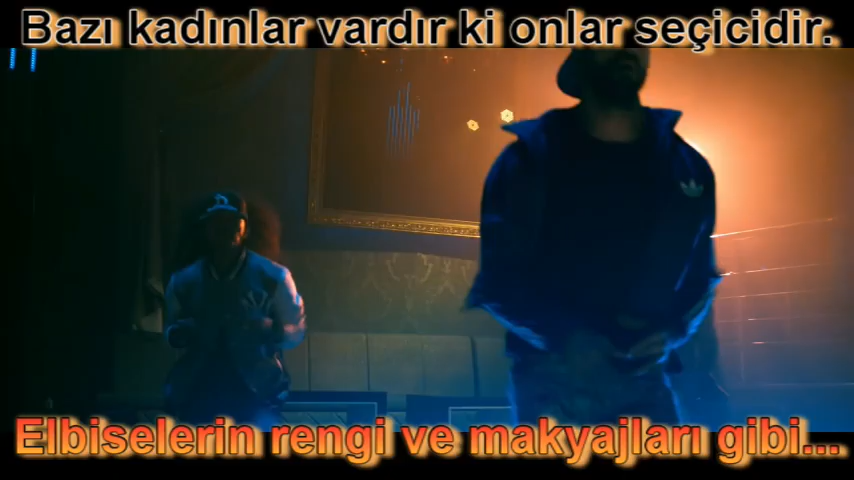 Bazı kadınlar vardır ki onlar seçicidir.
Elbiselerin rengi ve makyajları gibi...